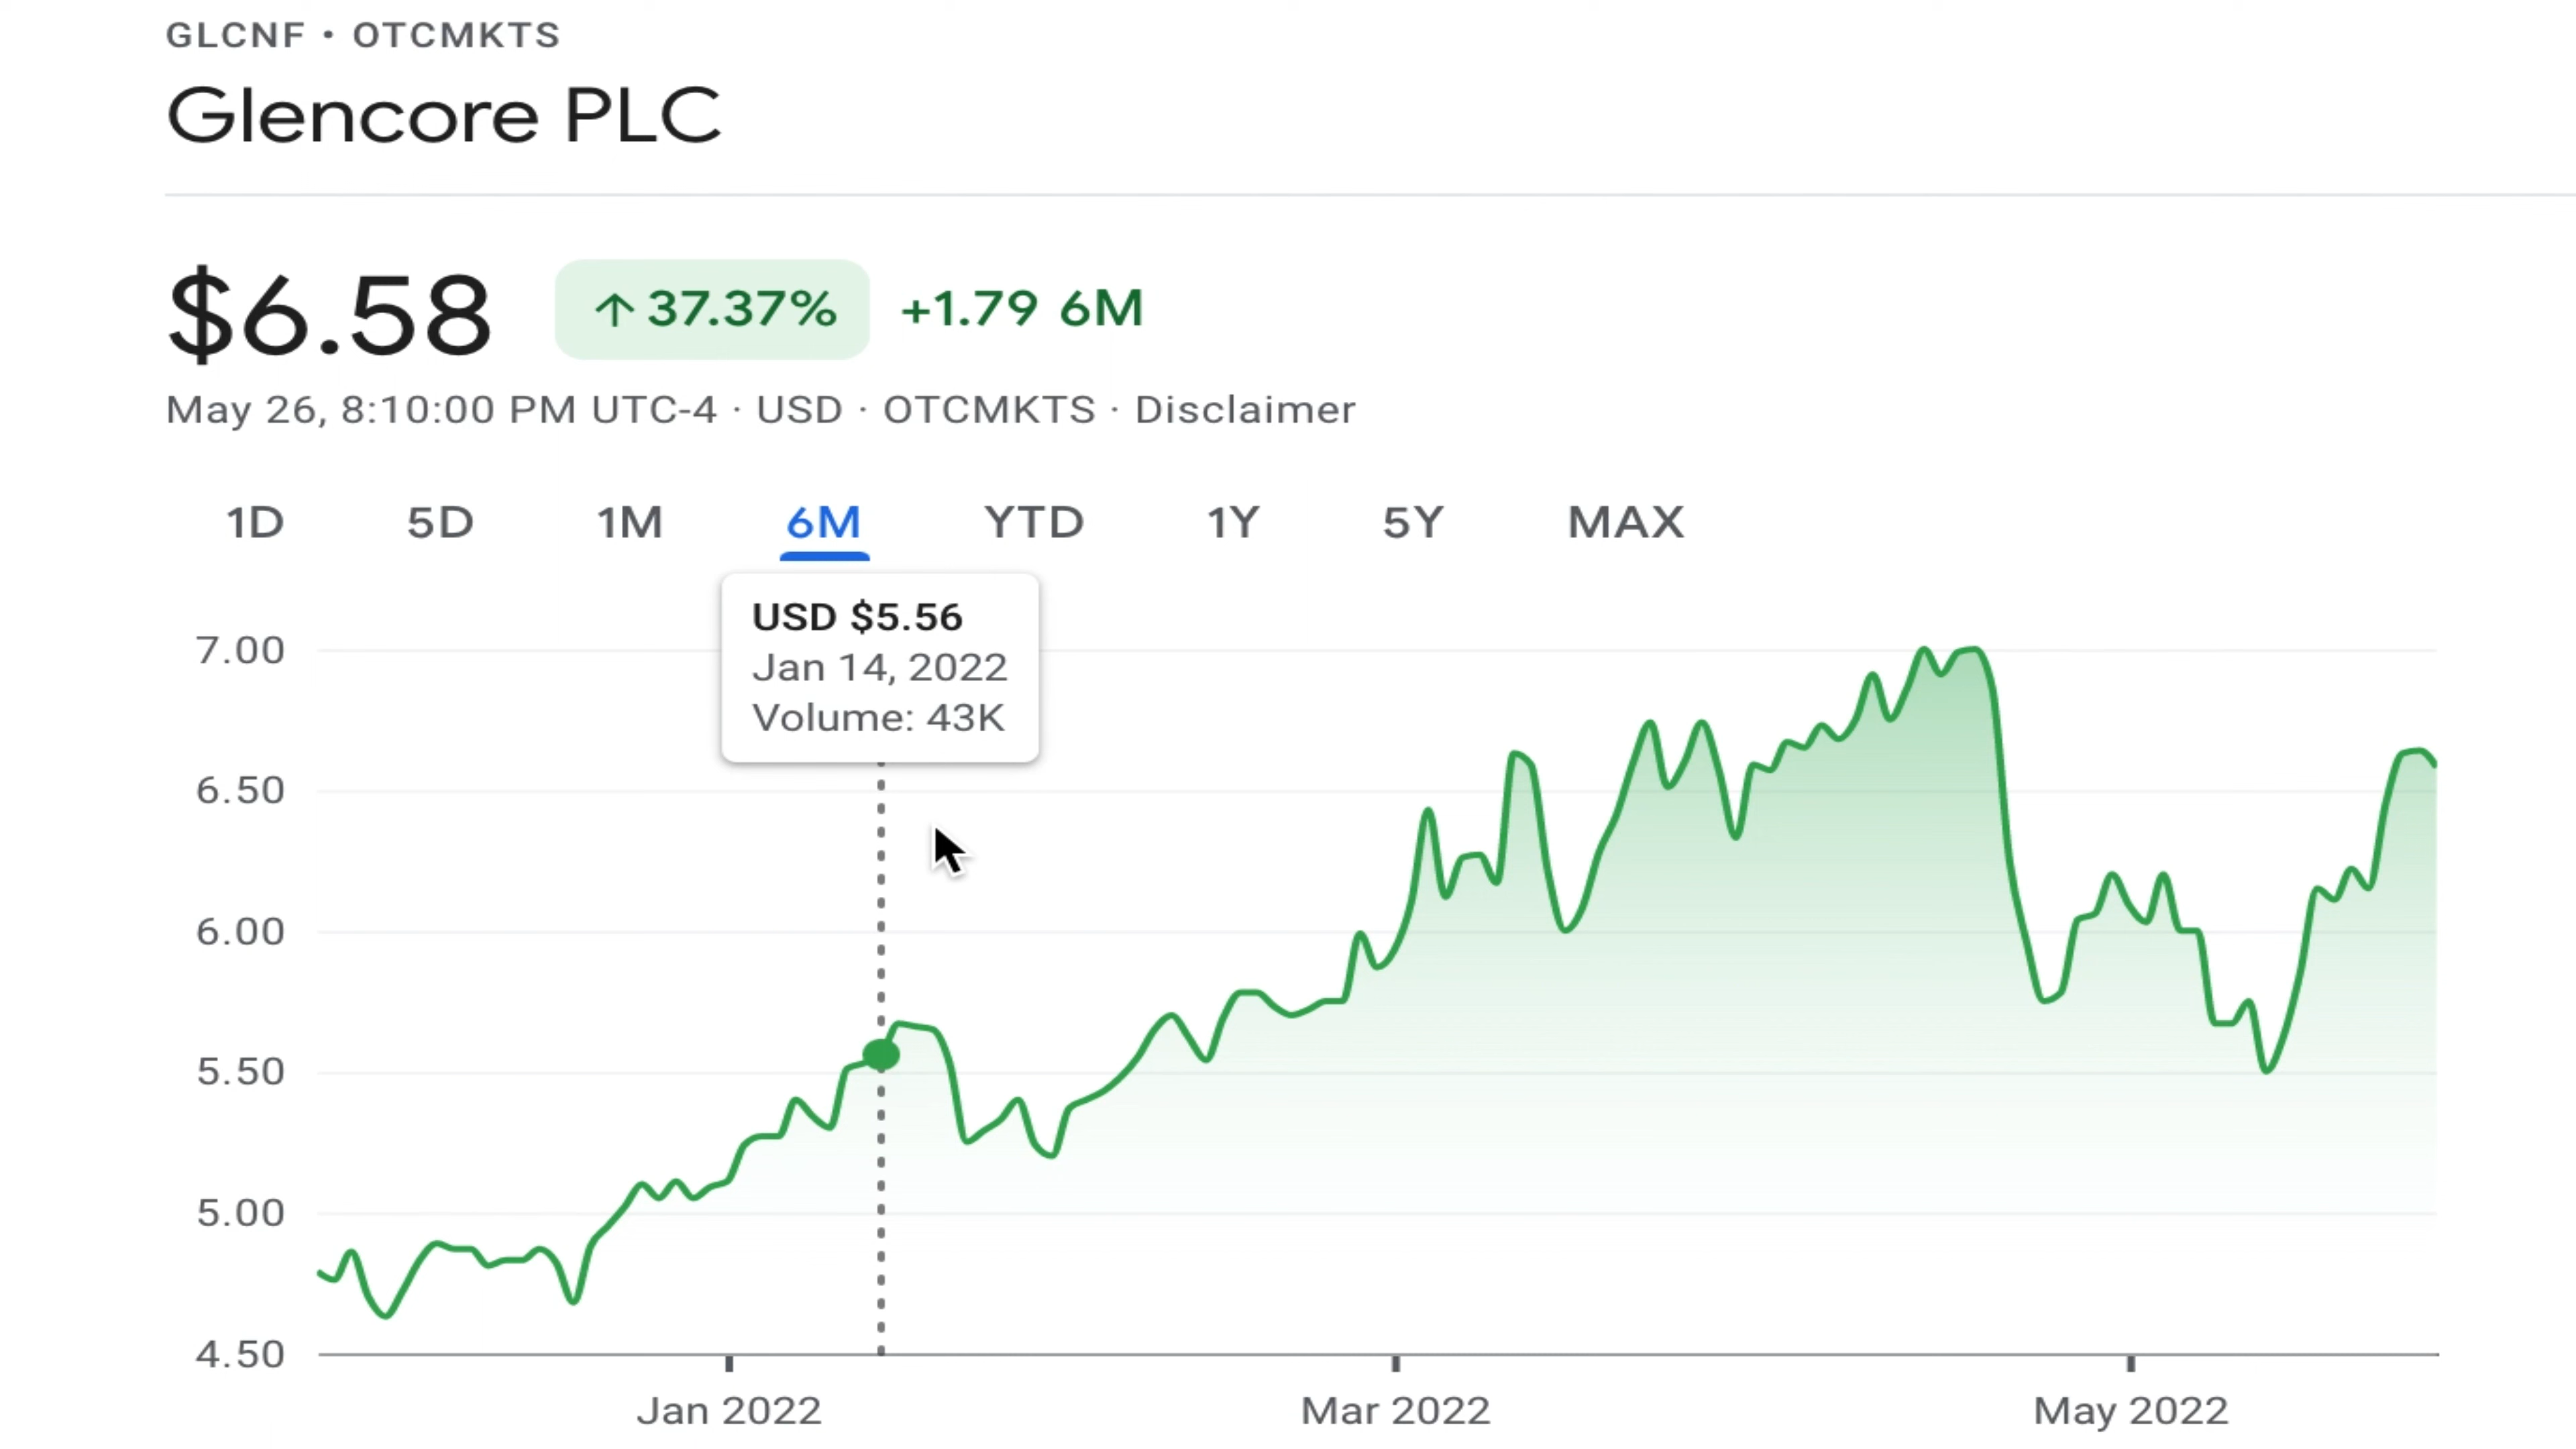 GLCNF • OTCMKTS
Glencore PLC
$6.58 ↑ 37.37% +1.79 6M
May 26, 8:10:00 PM UTC-4 · USD · OTCMKTS · Disclaimer
1D 5D 1M 6M YTD 1Y 5Y MAX
USD $5.56
Jan 14, 2022
Volume: 43K
7.00
6.50
6.00
5.50
5.00
4.50
Jan 2022 Mar 2022 May 2022